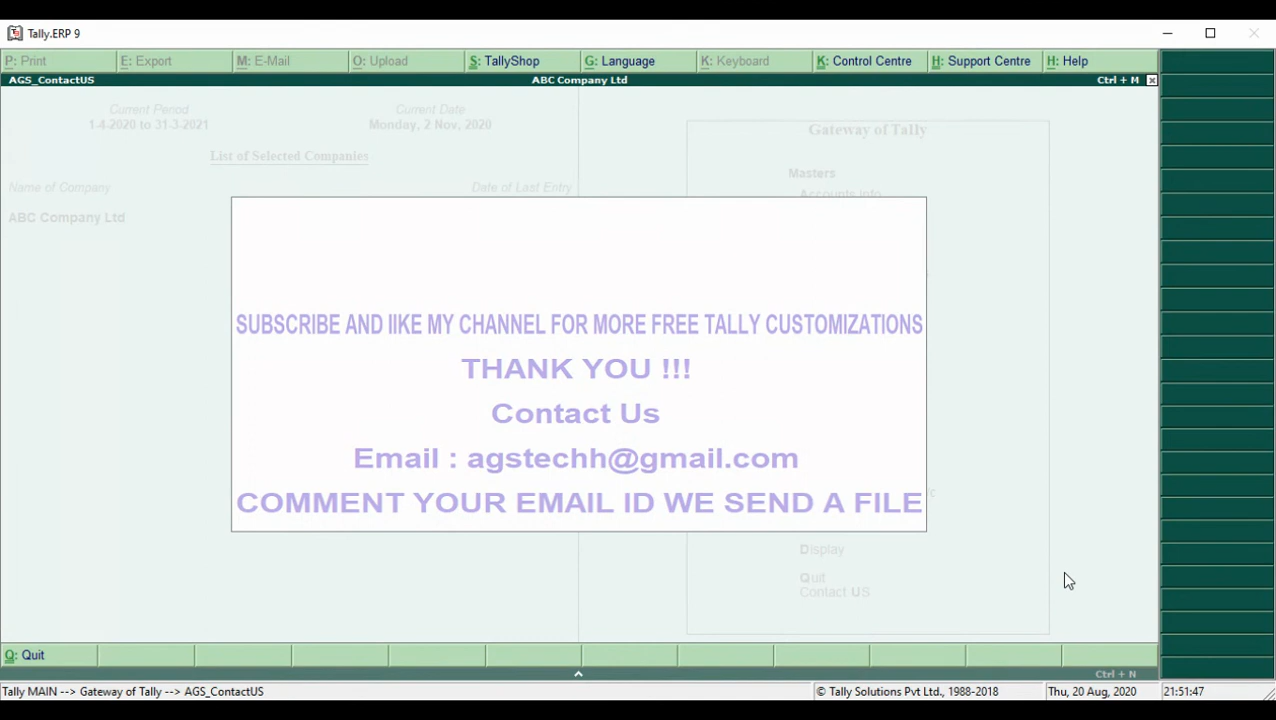 Tally.ERP 9
P: Print E: Export M: E-Mail O: Upload S: TallyShop G: Language K: Keyboard K: Control Centre H: Support Centre H: Help
AGS_ContactUS ABC Company Ltd Ctrl + M
Current Period Current Date
1-4-2020 to 31-3-2021 Monday, 2 Nov, 2020
Gateway of Tally
List of Selected Companies
Masters
Name of Company Date of Last Entry
Accounts Info.
ABC Company Ltd
SUBSCRIBE AND lIKE MY CHANNEL FOR MORE FREE TALLY CUSTOMIZATIONS
THANK YOU !!!
Contact Us
Email : agstechh@gmail.com
COMMENT YOUR EMAIL ID WE SEND A FILE
Display
Quit
Contact US
Q: Quit
Ctrl + N
Tally MAIN --> Gateway of Tally --> AGS_ContactUS © Tally Solutions Pvt Ltd., 1988-2018 Thu, 20 Aug, 2020 21:51:47